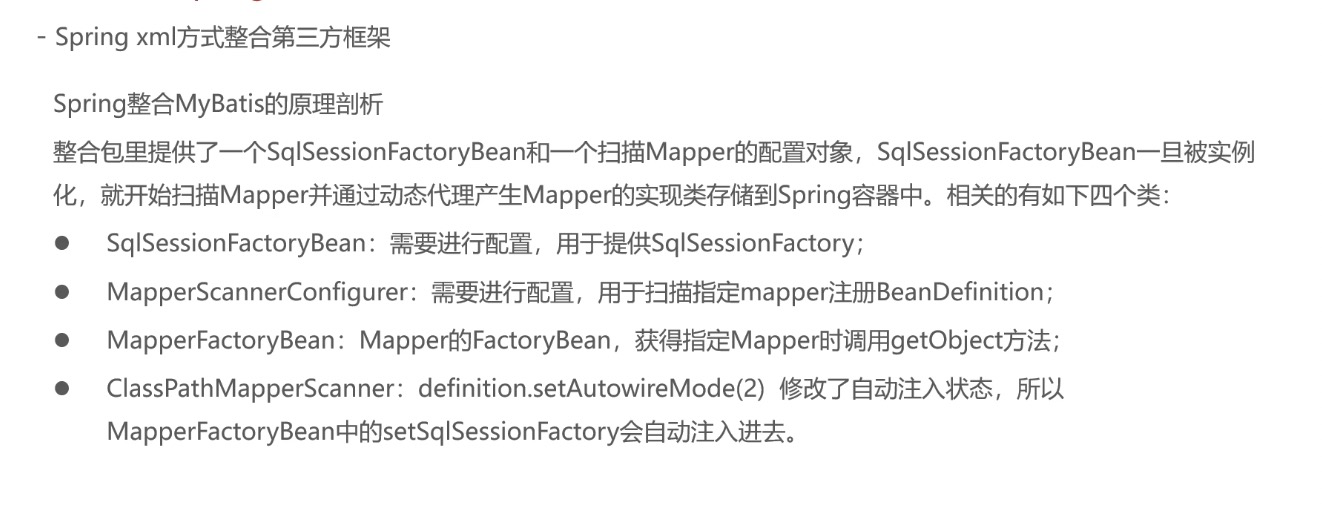 - Spring xml方式整合第三方框架
Spring整合MyBatis的原理剖析
整合包里提供了一个SqlSessionFactoryBean和一个扫描Mapper的配置对象，SqlSessionFactoryBean一旦被实例
化，就开始扫描Mapper并通过动态代理产生Mapper的实现类存储到Spring容器中。相关的有如下四个类：
● SqlSessionFactoryBean：需要进行配置，用于提供SqlSessionFactory；
● MapperScannerConfigurer：需要进行配置，用于扫描指定mapper注册BeanDefinition；
● MapperFactoryBean：Mapper的FactoryBean，获得指定Mapper时调用getObject方法；
● ClassPathMapperScanner：definition.setAutowireMode(2) 修改了自动注入状态，所以
MapperFactoryBean中的setSqlSessionFactory会自动注入进去。